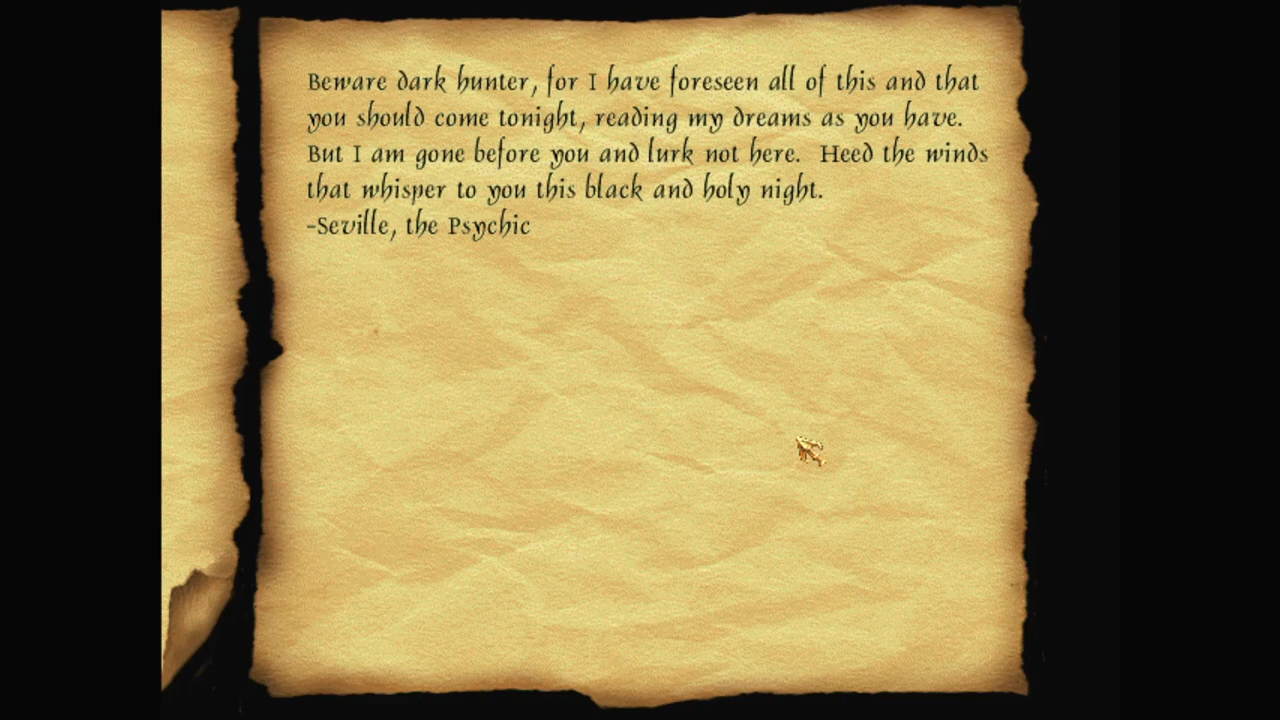 Beware dark hunter, for I have foreseen all of this and that
you should come tonight, reading my dreams as you have.
But I am gone before you and lurk not here.  Heed the winds
that whisper to you this black and holy night.
-Seville, the Psychic